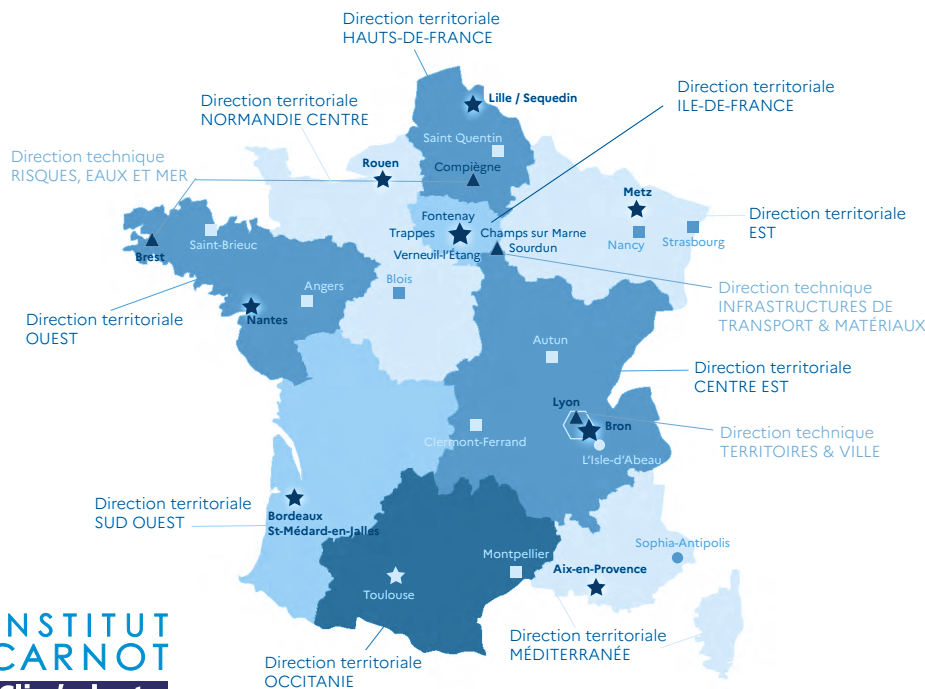 Direction territoriale
HAUTS-DE-FRANCE
Direction territoriale
ILE-DE-FRANCE
Direction territoriale
NORMANDIE CENTRE
Lille / Sequedin
Saint Quentin
Direction technique
RISQUES, EAUX ET MER
Rouen
Compiègne
Metz
Direction territoriale
EST
Fontenay
Trappes
Champs sur Marne
Sourdun
Verneuil-l'Étang
Nancy
Strasbourg
Saint-Brieuc
Brest
Blois
Angers
Direction technique
INFRASTRUCTURES DE
TRANSPORT & MATÉRIAUX
Direction territoriale
OUEST
Nantes
Autun
Direction territoriale
CENTRE EST
Lyon
Bron
Clermont-Ferrand
L'Isle-d'Abeau
Direction technique
TERRITOIRES & VILLE
Direction territoriale
SUD OUEST
Bordeaux
St-Médard-en-Jalles
Sophia-Antipolis
Montpellier
Aix-en-Provence
Toulouse
Direction territoriale
MÉDITERRANÉE
Direction territoriale
OCCITANIE
NSTITUT
CARNOT